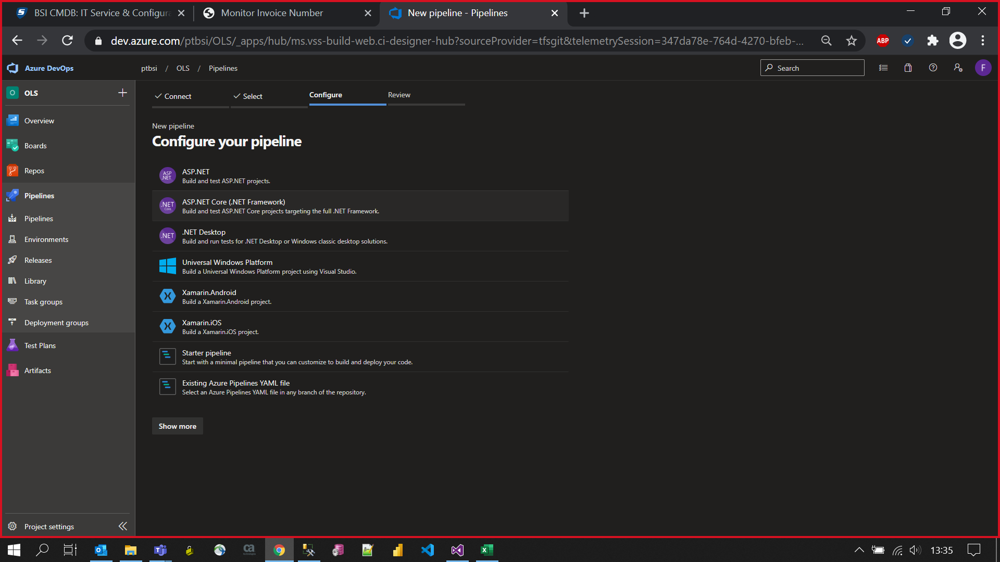 BSI CMDB: IT Service & Configura
Monitor Invoice Number
New pipeline - Pipelines
dev.azure.com/ptbsi/OLS/_apps/hub/ms.vss-build-web.ci-designer-hub?sourceProvider=tfsgit&telemetrySession=347da78e-764d-4270-bfeb-...
ABP
Azure DevOps
ptbsi / OLS / Pipelines
Search
F
O OLS
Overview
Boards
Repos
Pipelines
Pipelines
Environments
Releases
Library
Task groups
Deployment groups
Test Plans
Artifacts
Project settings
Connect
Select
Configure
Review
New pipeline
Configure your pipeline
ASP .NET
ASP.NET
Build and test ASP.NET projects.
.NET Core
ASP.NET Core (.NET Framework)
Build and test ASP.NET Core projects targeting the full .NET Framework.
.NET
.NET Desktop
Build and run tests for .NET Desktop or Windows classic desktop solutions.
Universal Windows Platform
Build a Universal Windows Platform project using Visual Studio.
Xamarin.Android
Build a Xamarin.Android project.
Xamarin.iOS
Build a Xamarin.iOS project.
Starter pipeline
Start with a minimal pipeline that you can customize to build and deploy your code.
Existing Azure Pipelines YAML file
Select an Azure Pipelines YAML file in any branch of the repository.
Show more
ca
13:35